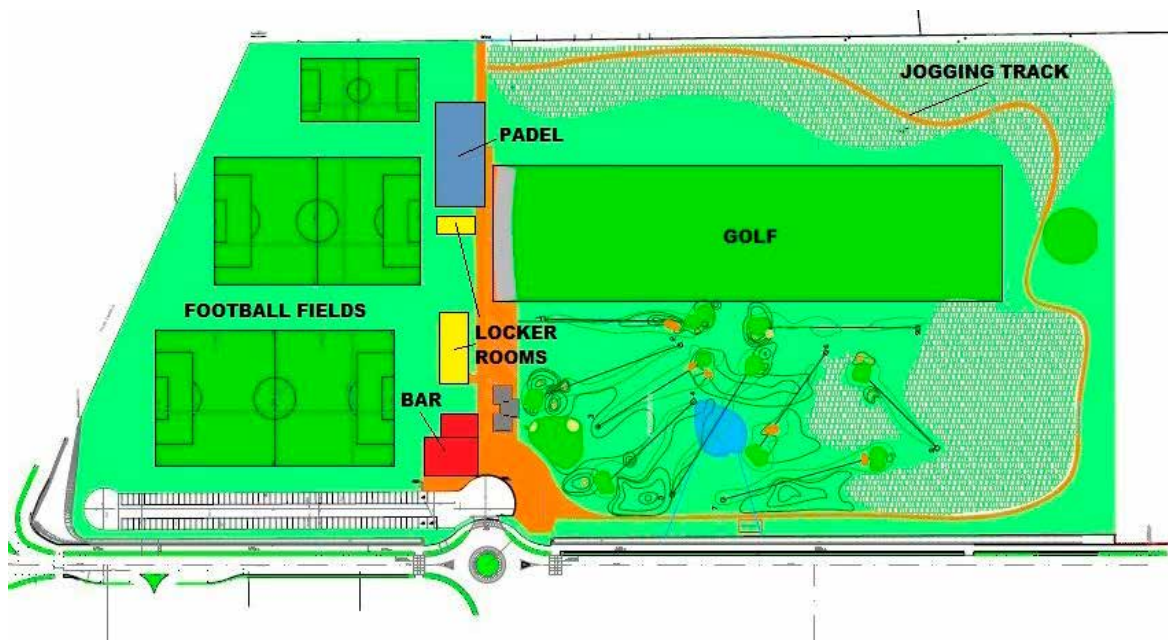 JOGGING TRACK
PADEL
GOLF
FOOTBALL FIELDS
LOCKER
ROOMS
BAR